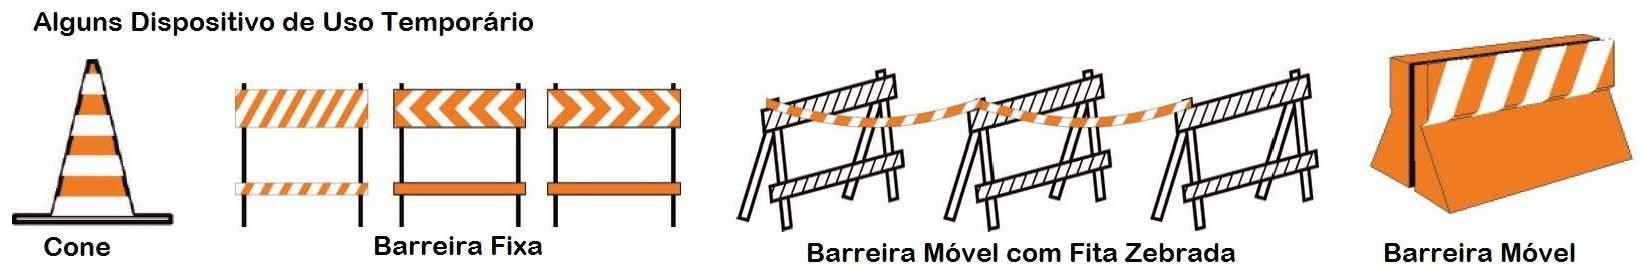 Alguns Dispositivo de Uso Temporário
Cone
Barreira Fixa
Barreira Móvel com Fita Zebrada
Barreira Móvel